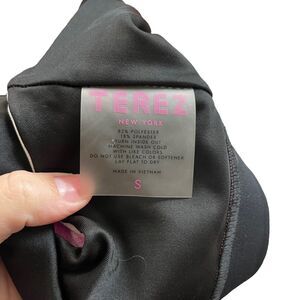 TEREZ
NEW YORK
82% POLYESTER
18% SPANDEX
TURN INSIDE OUT
MACHINE WASH COLD
WITH LIKE COLORS
DO NOT USE BLEACH OR SOFTENER
LAY FLAT TO DRY
MADE IN VIETNAM
S